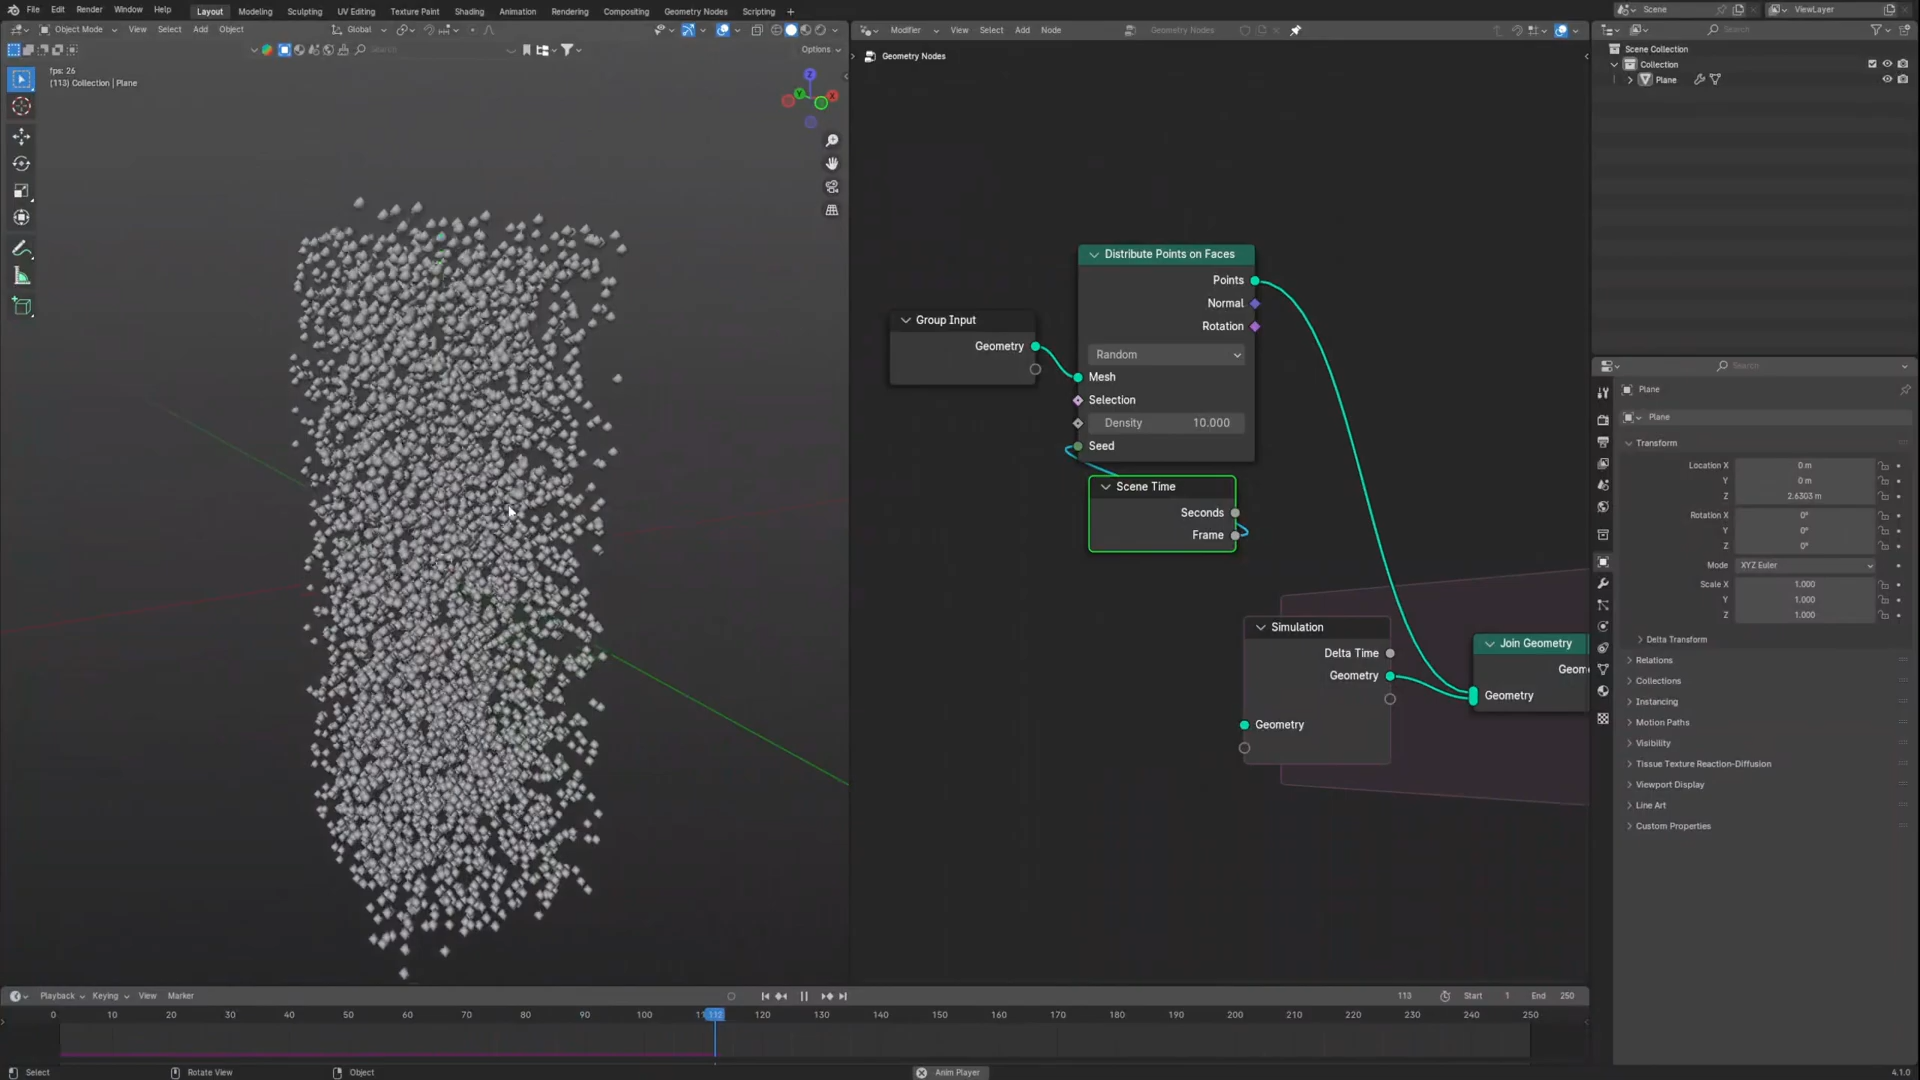 File Edit Render Window Help Layout Modeling Sculpting UV Editing Texture Paint Shading Animation Rendering Compositing Geometry Nodes Scripting + Scene ViewLayer
Object Mode View Select Add Object Global Modifier View Select Add Node Geometry Nodes Search
Search Options
Geometry Nodes
Scene Collection
Collection
Plane
fps: 26
(113) Collection | Plane
Z
Y
X
Distribute Points on Faces
Points
Normal
Rotation
Random
Mesh
Selection
Density 10.000
Seed
Group Input
Geometry
Scene Time
Seconds
Frame
Simulation
Delta Time
Geometry
Geometry
Join Geometry
Geom
Geometry
Search
Plane
Plane
Transform
Location X 0 m
Y 0 m
Z 2.6303 m
Rotation X 0°
Y 0°
Z 0°
Mode XYZ Euler
Scale X 1.000
Y 1.000
Z 1.000
Delta Transform
Relations
Collections
Instancing
Motion Paths
Visibility
Tissue Texture Reaction-Diffusion
Viewport Display
Line Art
Custom Properties
Playback Keying View Marker 113 Start 1 End 250
0 10 20 30 40 50 60 70 80 90 100 112 120 130 140 150 160 170 180 190 200 210 220 230 240 250
Select Rotate View Object Anim Player 4.1.0